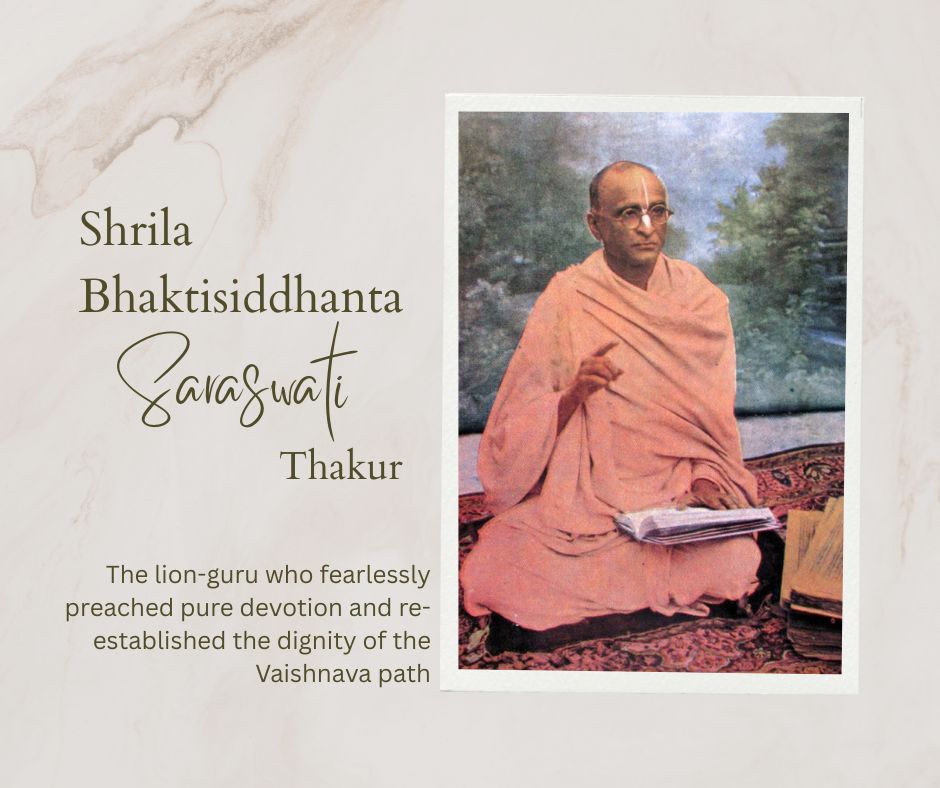 Shrila
Bhaktisiddhanta
Saraswati
Thakur
The lion-guru who fearlessly
preached pure devotion and re-
established the dignity of the
Vaishnava path